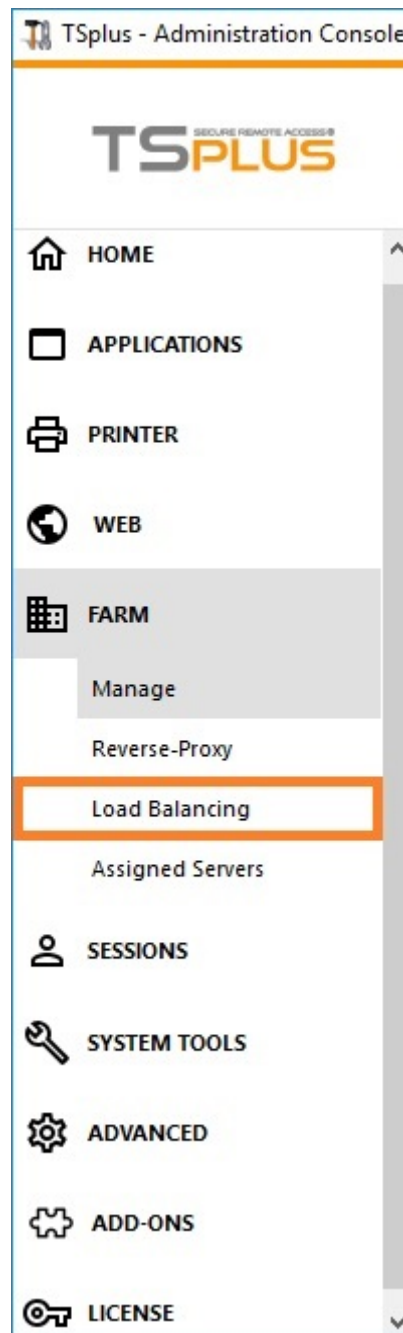 TSplus - Administration Console
SECURE REMOTE ACCESS®
TSPLUS
HOME
APPLICATIONS
PRINTER
WEB
FARM
Manage
Reverse-Proxy
Load Balancing
Assigned Servers
SESSIONS
SYSTEM TOOLS
ADVANCED
ADD-ONS
LICENSE